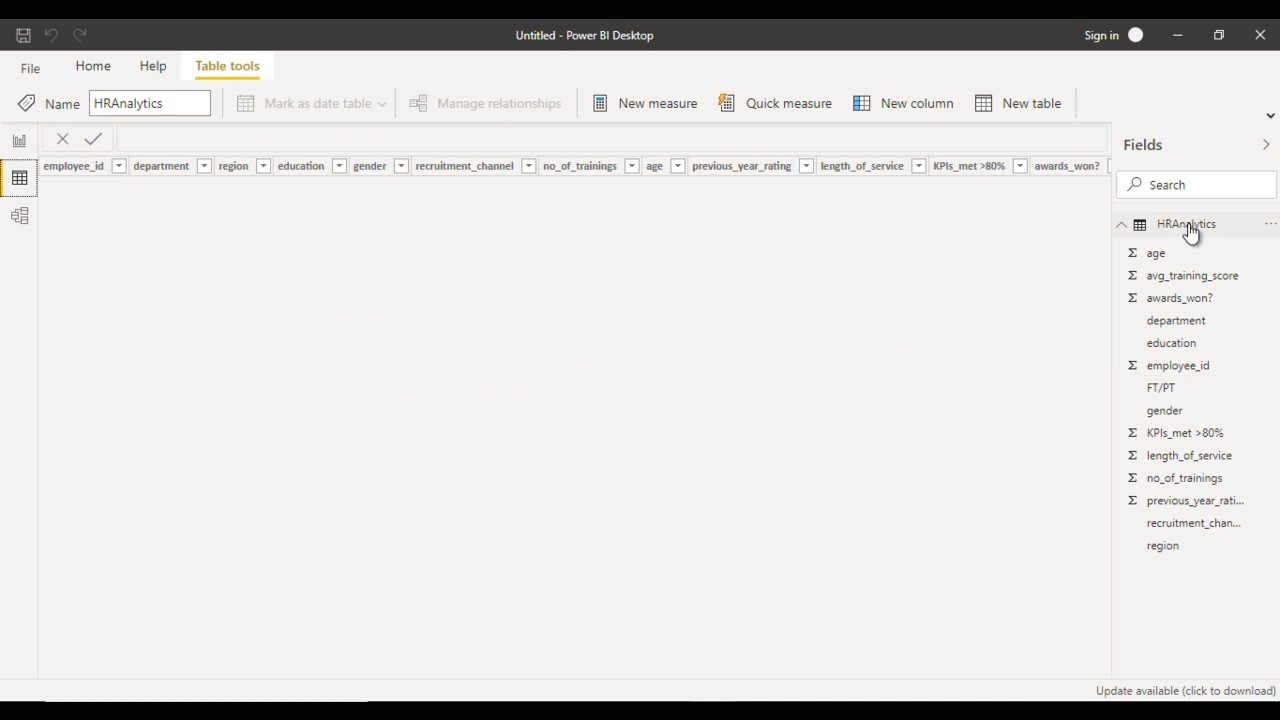 Untitled - Power BI Desktop
Sign in
File
Home
Help
Table tools
Name
HRAnalytics
Mark as date table
Manage relationships
New measure
Quick measure
New column
New table
employee_id
department
region
education
gender
recruitment_channel
no_of_trainings
age
previous_year_rating
length_of_service
KPIs_met >80%
awards_won?
Fields
Search
HRAnalytics
Σ age
Σ avg_training_score
Σ awards_won?
department
education
Σ employee_id
FT/PT
gender
Σ KPIs_met >80%
Σ length_of_service
Σ no_of_trainings
Σ previous_year_rati...
recruitment_chan...
region
Update available (click to download)